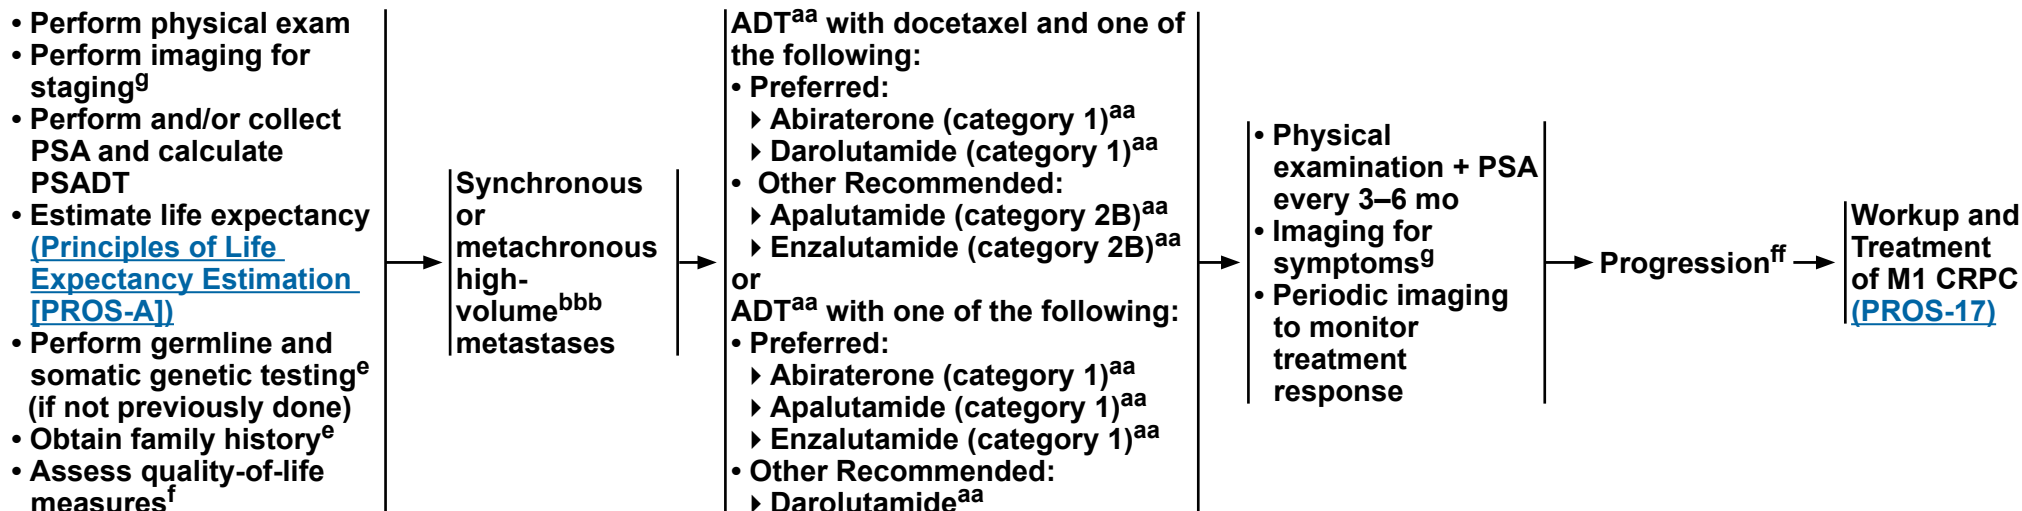 • Perform physical exam
• Perform imaging for
staging^g
• Perform and/or collect
PSA and calculate
PSADT
• Estimate life expectancy
(Principles of Life
Expectancy Estimation
[PROS-A])
• Perform germline and
somatic genetic testing^e
(if not previously done)
• Obtain family history^e
• Assess quality-of-life
measures^f
Synchronous
or
metachronous
high-
volume^bbb
metastases
ADT^aa with docetaxel and one of
the following:
• Preferred:
▸ Abiraterone (category 1)^aa
▸ Darolutamide (category 1)^aa
• Other Recommended:
▸ Apalutamide (category 2B)^aa
▸ Enzalutamide (category 2B)^aa
or
ADT^aa with one of the following:
• Preferred:
▸ Abiraterone (category 1)^aa
▸ Apalutamide (category 1)^aa
▸ Enzalutamide (category 1)^aa
• Other Recommended:
▸ Darolutamide^aa
• Physical
examination + PSA
every 3–6 mo
• Imaging for
symptoms^g
• Periodic imaging
to monitor
treatment
response
Progression^ff
Workup and
Treatment
of M1 CRPC
(PROS-17)